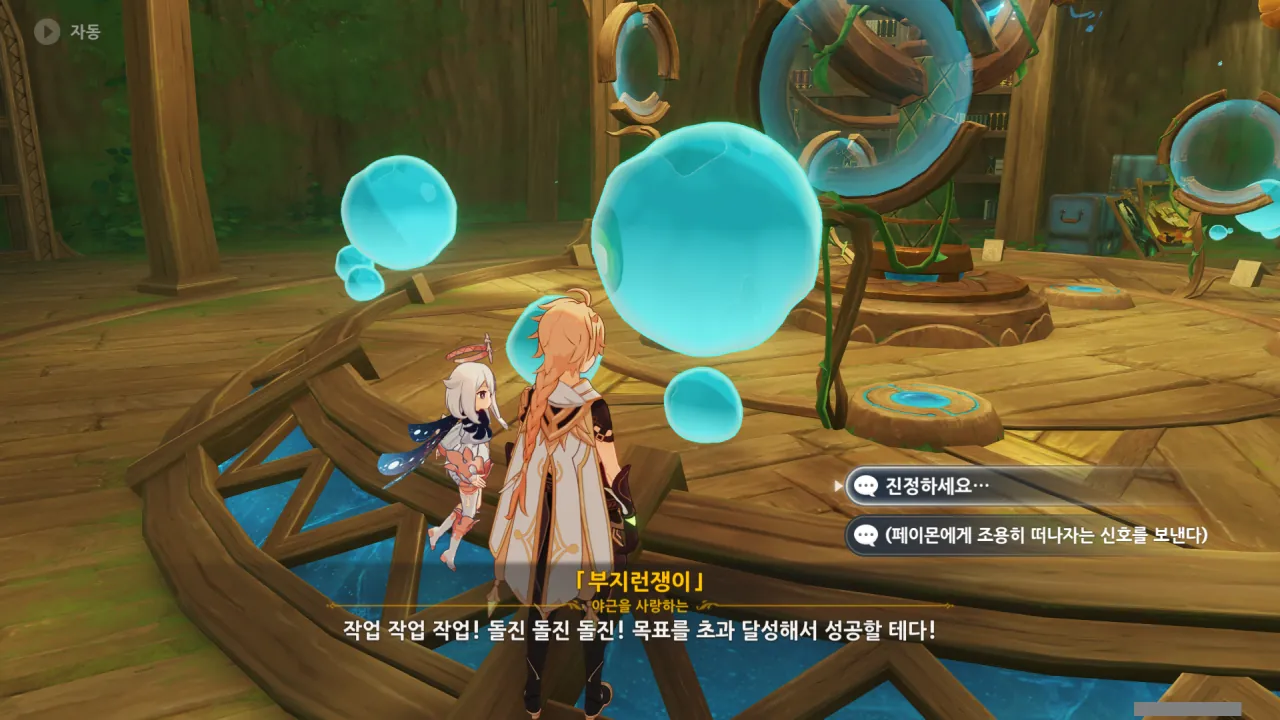 자동
진정하세요…
(페이몬에게 조용히 떠나자는 신호를 보낸다)
「부지런쟁이」
야근을 사랑하는
작업 작업 작업! 돌진 돌진 돌진! 목표를 초과 달성해서 성공할 테다!